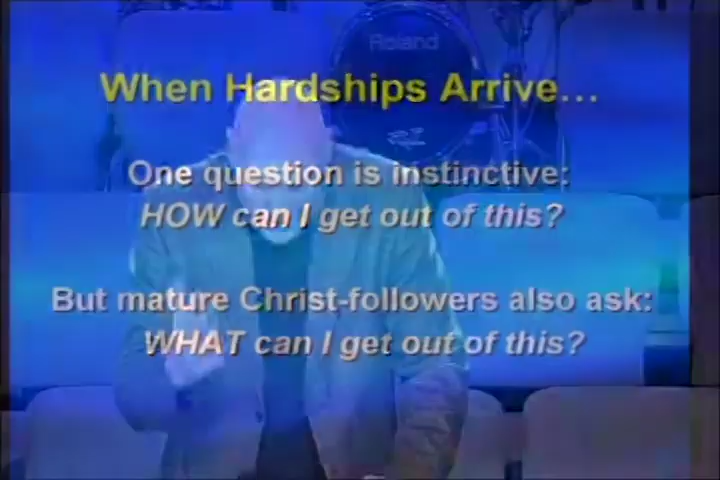 Roland
When Hardships Arrive...
One question is instinctive:
HOW can I get out of this?
But mature Christ-followers also ask:
WHAT can I get out of this?